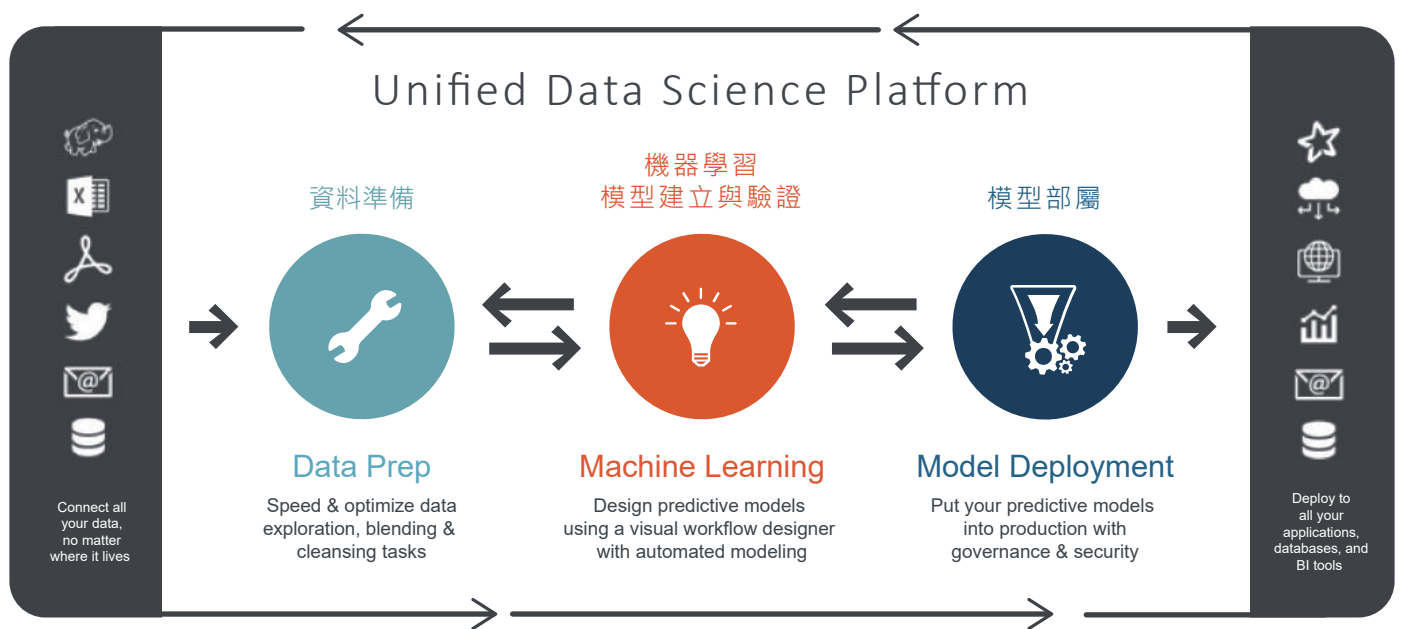 Unified Data Science Platform
資料準備
機器學習
模型建立與驗證
模型部屬
X
@
Connect all
your data,
no matter
where it lives
Data Prep
Speed & optimize data
exploration, blending &
cleansing tasks
Machine Learning
Design predictive models
using a visual workflow designer
with automated modeling
Model Deployment
Put your predictive models
into production with
governance & security
@
Deploy to
all your
applications,
databases, and
BI tools